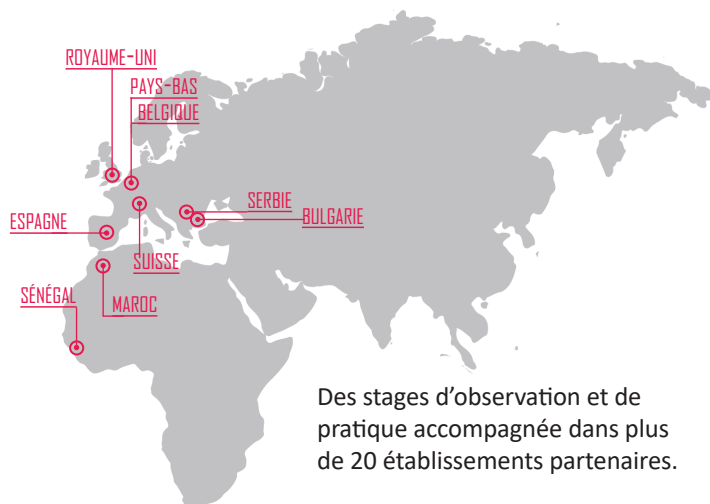 ROYAUME-UNI
PAYS-BAS
BELGIQUE
SERBIE
BULGARIE
ESPAGNE
SUISSE
SÉNÉGAL
MAROC
Des stages d’observation et de
pratique accompagnée dans plus
de 20 établissements partenaires.